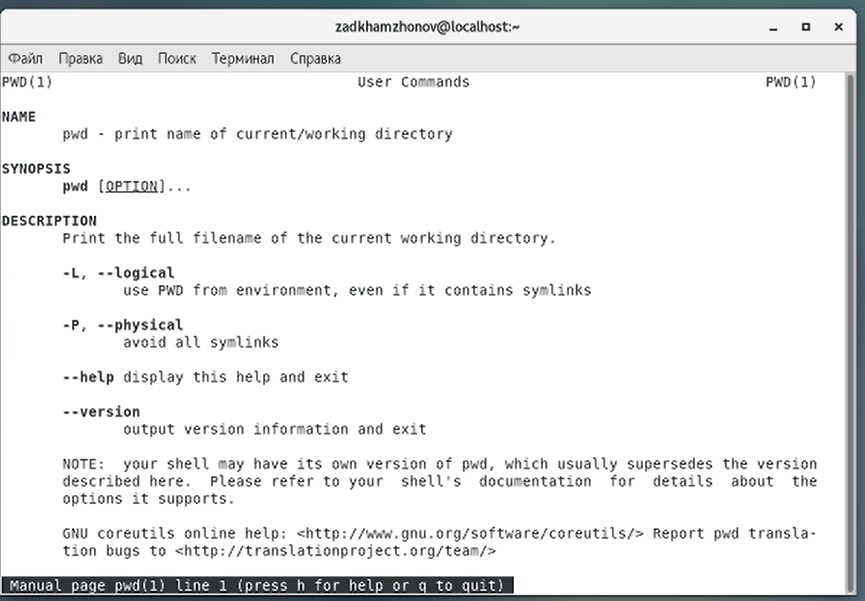 zadkhamzhonov@localhost:~
Файл Правка Вид Поиск Терминал Справка
PWD(1) User Commands PWD(1)
NAME
pwd - print name of current/working directory
SYNOPSIS
pwd [OPTION]...
DESCRIPTION
Print the full filename of the current working directory.
-L, --logical
use PWD from environment, even if it contains symlinks
-P, --physical
avoid all symlinks
--help display this help and exit
--version
output version information and exit
NOTE: your shell may have its own version of pwd, which usually supersedes the version
described here. Please refer to your shell's documentation for details about the
options it supports.
GNU coreutils online help: <http://www.gnu.org/software/coreutils/> Report pwd transla-
tion bugs to <http://translationproject.org/team/>
Manual page pwd(1) line 1 (press h for help or q to quit)